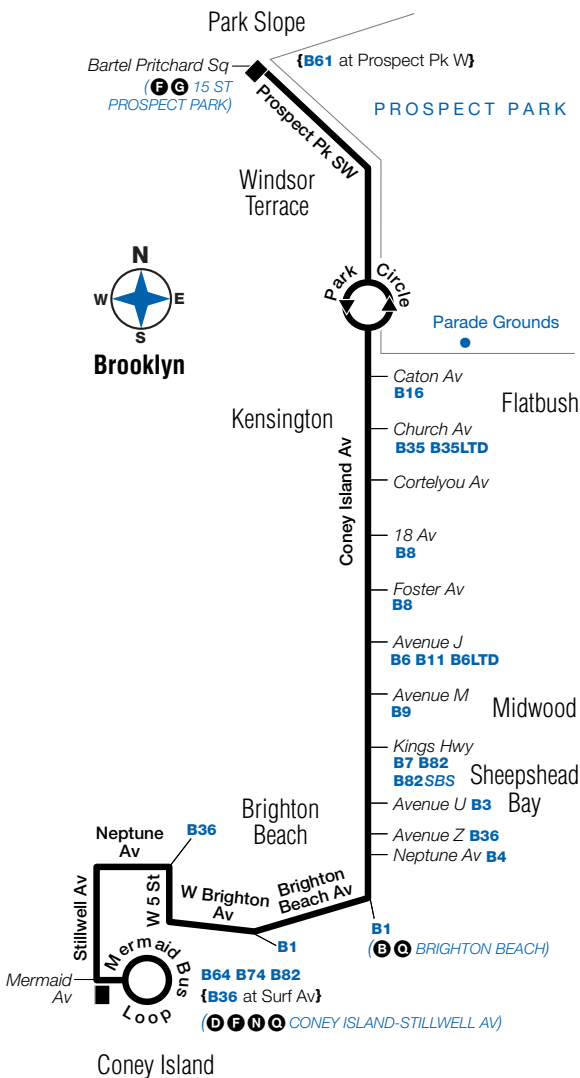 Park Slope
Bartel Pritchard Sq
(F G 15 ST
PROSPECT PARK)
{B61 at Prospect Pk W}
PROSPECT PARK
Prospect Pk SW
Windsor
Terrace
N
W E
S
Brooklyn
Park Circle
Parade Grounds
Caton Av
B16
Flatbush
Kensington
Church Av
B35 B35LTD
Coney Island Av
Cortelyou Av
18 Av
B8
Foster Av
B8
Avenue J
B6 B11 B6LTD
Avenue M
B9
Midwood
Kings Hwy
B7 B82
B82SBS
Sheepshead
Bay
Avenue U B3
Avenue Z B36
Neptune Av B4
Brighton
Beach
Neptune
Av
B36
Stillwell Av
W 5 St
W Brighton
Av
Brighton
Beach Av
B1
B1
(B Q BRIGHTON BEACH)
Mermaid
Av
Mermaid Bus
Loop
B64 B74 B82
{B36 at Surf Av}
(D F N Q CONEY ISLAND-STILLWELL AV)
Coney Island